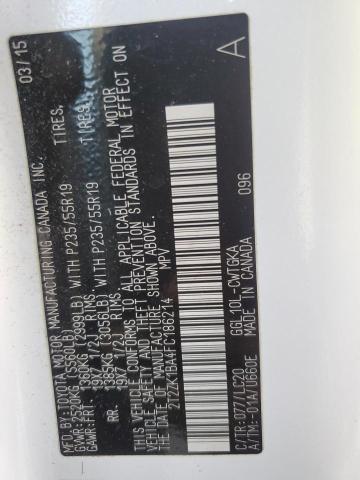 MFD. BY: TOYOTA MOTOR MANUFACTURING CANADA INC. 03/15
GVWR: 2520KG (5560LB)
GAWR:FRT. 1360KG (2999LB) WITH P235/55R19 TIRES,
19X7 1/2J RIMS
RR. 1385KG (3056LB) WITH P235/55R19 TIRES,
19X7 1/2J RIMS
THIS VEHICLE CONFORMS TO ALL APPLICABLE FEDERAL MOTOR
VEHICLE SAFETY AND THEFT PREVENTION STANDARDS IN EFFECT ON
THE DATE OF MANUFACTURE SHOWN ABOVE.
2T2ZK1BA4FC186214 MPV
A
096
C/TR:077/LC20 GGL10L-CWTGKA
A/TM:-01A/U660E MADE IN CANADA